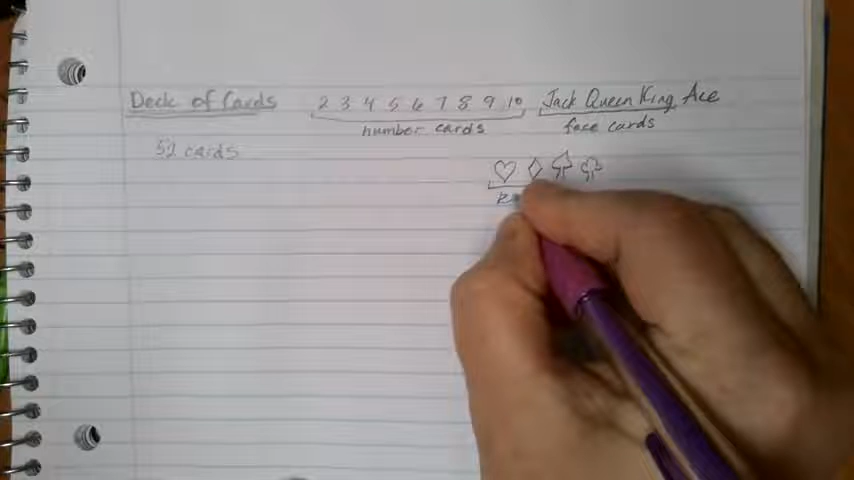 Deck of Cards 2 3 4 5 6 7 8 9 10 Jack Queen King Ace
number cards face cards
52 cards